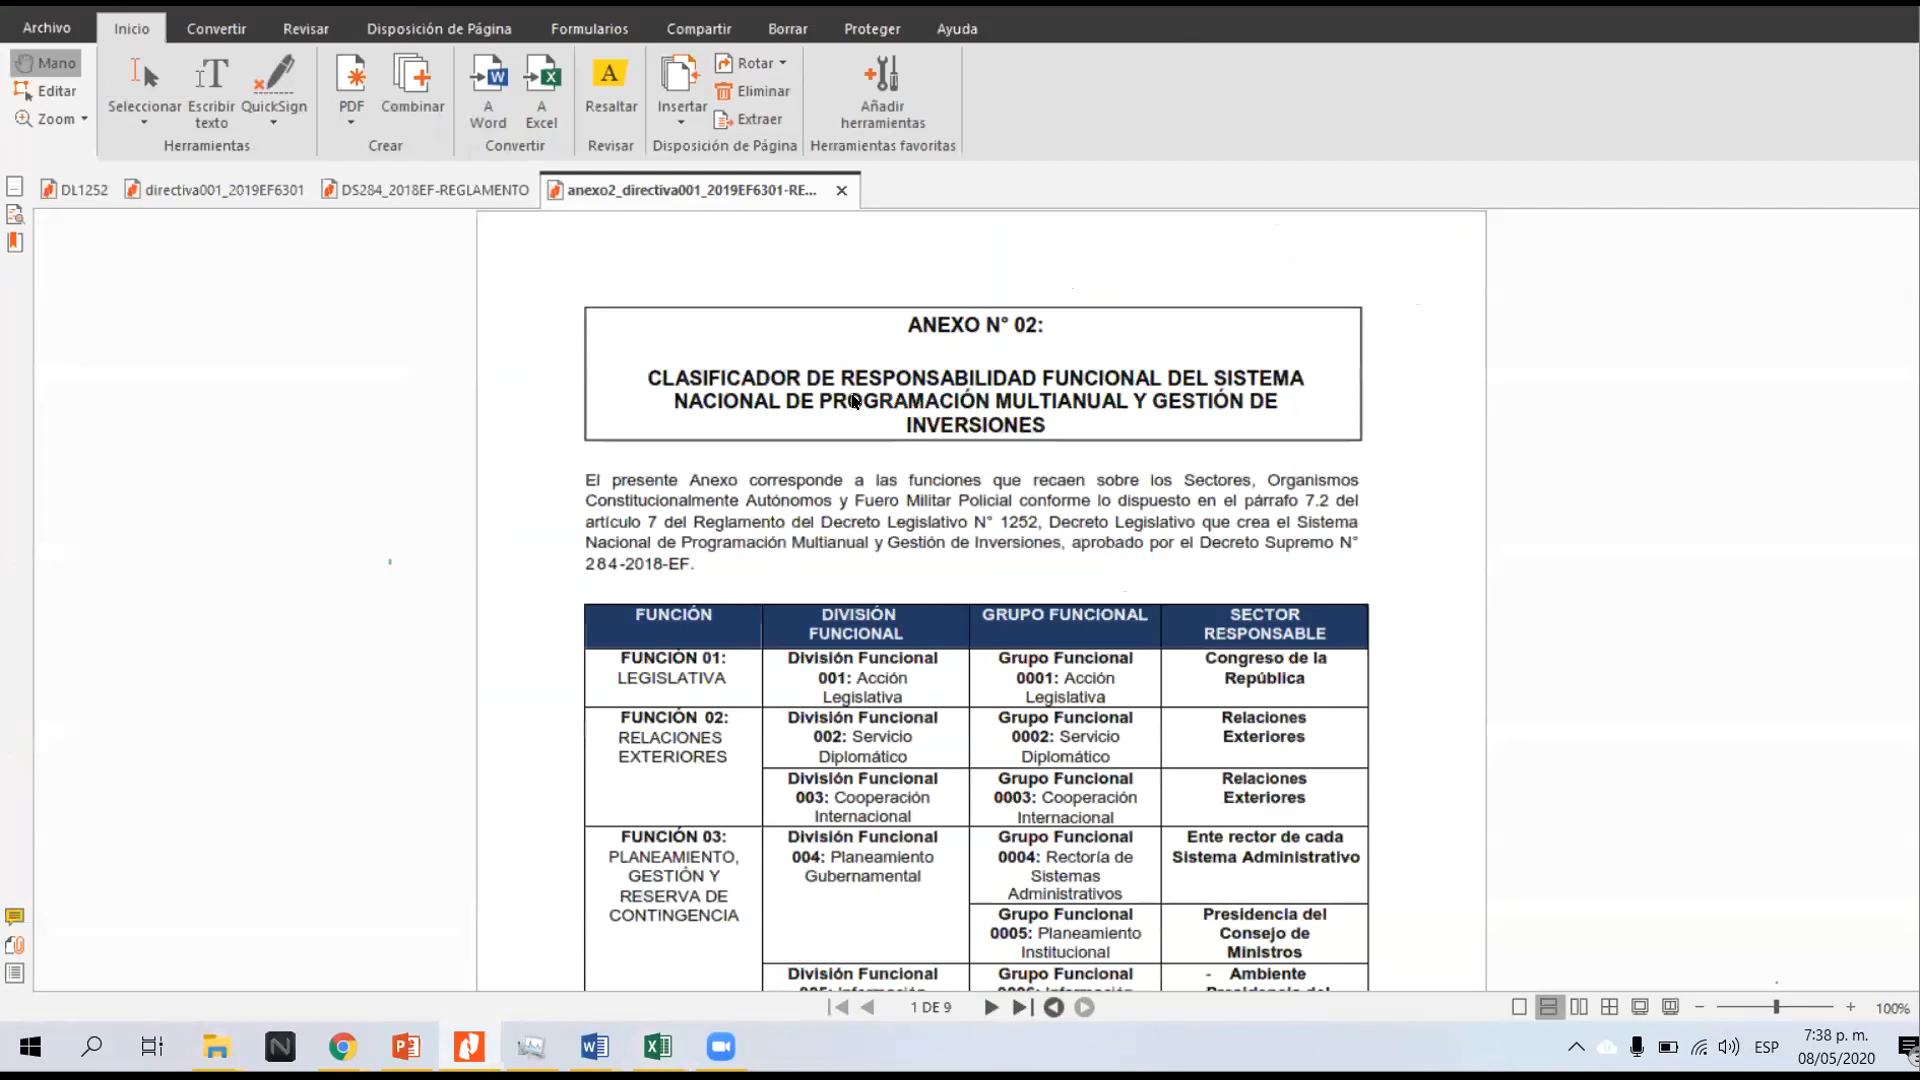 Archivo Inicio Convertir Revisar Disposición de Página Formularios Compartir Borrar Proteger Ayuda
Mano
Editar
Zoom
Seleccionar
Escribir texto
QuickSign
Herramientas
PDF
Combinar
Crear
A Word
A Excel
Convertir
Resaltar
Revisar
Insertar
Rotar
Eliminar
Extraer
Disposición de Página
Añadir herramientas
Herramientas favoritas
DL1252 directiva001_2019EF6301 DS284_2018EF-REGLAMENTO anexo2_directiva001_2019EF6301-RE...
ANEXO N° 02:
CLASIFICADOR DE RESPONSABILIDAD FUNCIONAL DEL SISTEMA
NACIONAL DE PROGRAMACIÓN MULTIANUAL Y GESTIÓN DE
INVERSIONES
El presente Anexo corresponde a las funciones que recaen sobre los Sectores, Organismos
Constitucionalmente Autónomos y Fuero Militar Policial conforme lo dispuesto en el párrafo 7.2 del
artículo 7 del Reglamento del Decreto Legislativo N° 1252, Decreto Legislativo que crea el Sistema
Nacional de Programación Multianual y Gestión de Inversiones, aprobado por el Decreto Supremo N°
284-2018-EF.
FUNCIÓN
DIVISIÓN
FUNCIONAL
GRUPO FUNCIONAL
SECTOR
RESPONSABLE
FUNCIÓN 01:
LEGISLATIVA
División Funcional
001: Acción
Legislativa
Grupo Funcional
0001: Acción
Legislativa
Congreso de la
República
FUNCIÓN 02:
RELACIONES
EXTERIORES
División Funcional
002: Servicio
Diplomático
Grupo Funcional
0002: Servicio
Diplomático
Relaciones
Exteriores
División Funcional
003: Cooperación
Internacional
Grupo Funcional
0003: Cooperación
Internacional
Relaciones
Exteriores
FUNCIÓN 03:
PLANEAMIENTO,
GESTIÓN Y
RESERVA DE
CONTINGENCIA
División Funcional
004: Planeamiento
Gubernamental
Grupo Funcional
0004: Rectoría de
Sistemas
Administrativos
Ente rector de cada
Sistema Administrativo
Grupo Funcional
0005: Planeamiento
Institucional
Presidencia del
Consejo de
Ministros
División Funcional
Grupo Funcional
- Ambiente
1 DE 9
100%
ESP
7:38 p. m.
08/05/2020